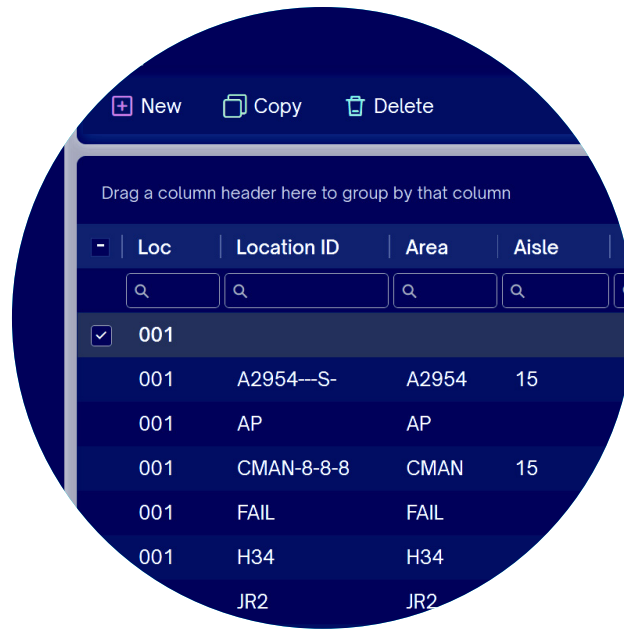 New Copy Delete
Drag a column header here to group by that column
Loc Location ID Area Aisle
001
001 A2954---S- A2954 15
001 AP AP
001 CMAN-8-8-8 CMAN 15
001 FAIL FAIL
001 H34 H34
JR2 JR2